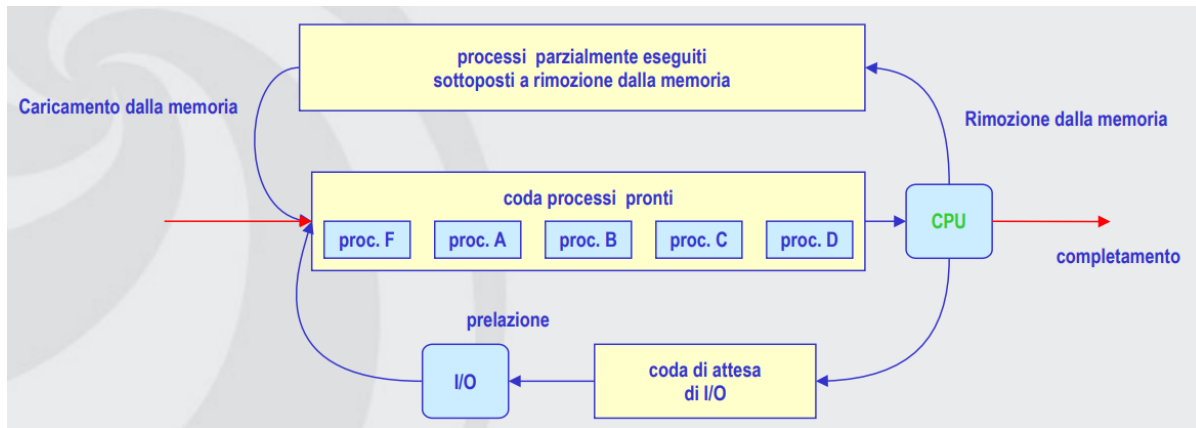 processi parzialmente eseguiti
sottoposti a rimozione dalla memoria
Caricamento dalla memoria
Rimozione dalla memoria
coda processi pronti
proc. F
proc. A
proc. B
proc. C
proc. D
CPU
completamento
prelazione
I/O
coda di attesa
di I/O